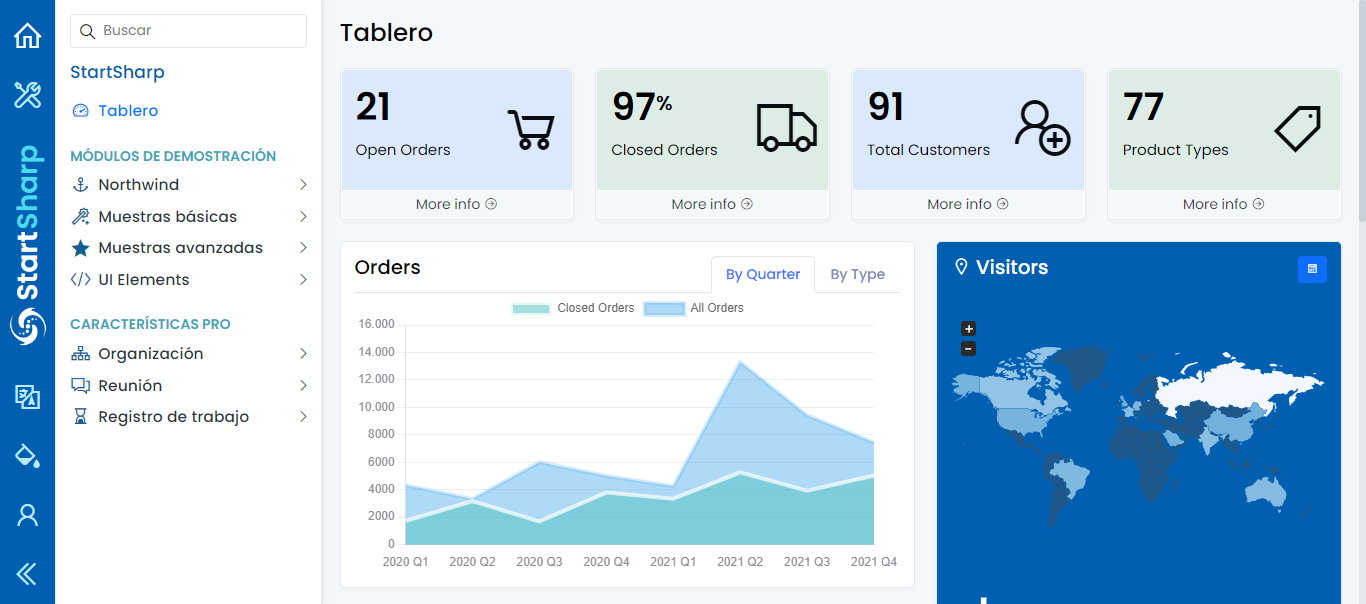 StartSharp
Buscar
StartSharp
Tablero
MÓDULOS DE DEMOSTRACIÓN
Northwind
Muestras básicas
Muestras avanzadas
UI Elements
CARACTERÍSTICAS PRO
Organización
Reunión
Registro de trabajo
Tablero
21
Open Orders
More info
97%
Closed Orders
More info
91
Total Customers
More info
77
Product Types
More info
Orders
By Quarter
By Type
Closed Orders
All Orders
16.000
14.000
12.000
10.000
8000
6000
4000
2000
0
2020 Q1
2020 Q2
2020 Q3
2020 Q4
2021 Q1
2021 Q2
2021 Q3
2021 Q4
Visitors
+
−